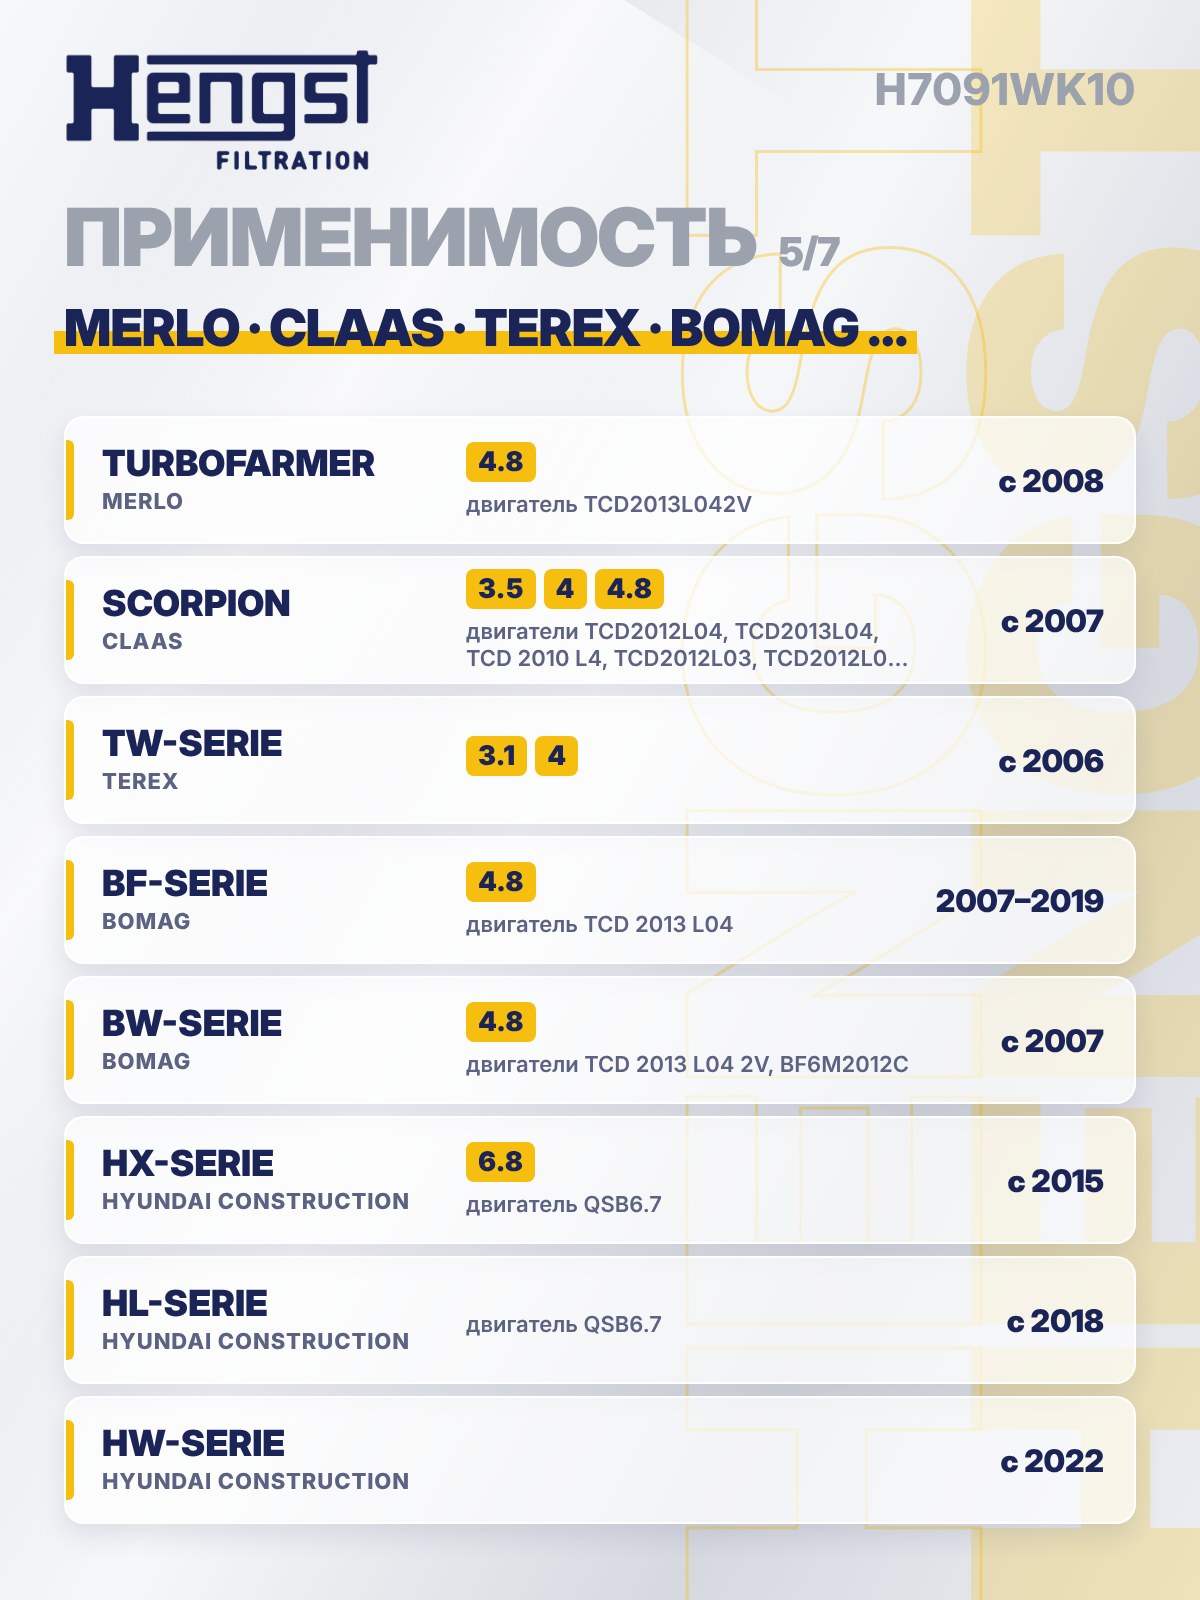 Hengst
FILTRATION
H7091WK10
ПРИМЕНИМОСТЬ 5/7
MERLO · CLAAS · TEREX · BOMAG ...
TURBOFARMER
MERLO
4.8
двигатель TCD2013L042V
с 2008
SCORPION
CLAAS
3.5 4 4.8
двигатели TCD2012L04, TCD2013L04,
TCD 2010 L4, TCD2012L03, TCD2012L0...
с 2007
TW-SERIE
TEREX
3.1 4
с 2006
BF-SERIE
BOMAG
4.8
двигатель TCD 2013 L04
2007–2019
BW-SERIE
BOMAG
4.8
двигатели TCD 2013 L04 2V, BF6M2012C
с 2007
HX-SERIE
HYUNDAI CONSTRUCTION
6.8
двигатель QSB6.7
с 2015
HL-SERIE
HYUNDAI CONSTRUCTION
двигатель QSB6.7
с 2018
HW-SERIE
HYUNDAI CONSTRUCTION
с 2022
HENGST
HENGST